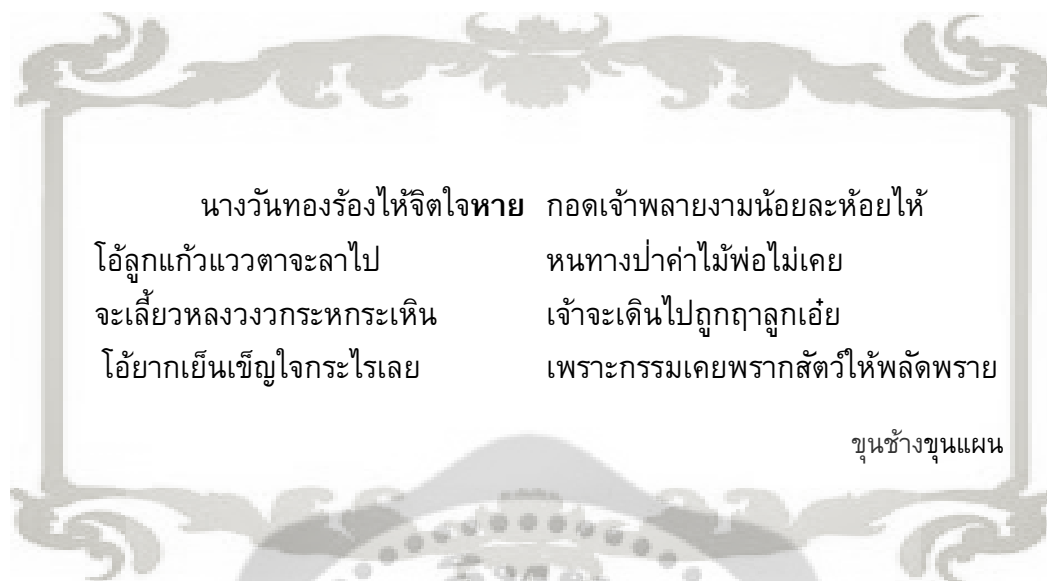 นางวันทองร้องไห้จิตใจหาย กอดเจ้าพลายงามน้อยละห้อยไห้
โอ้ลูกแก้วแววตาจะลาไป หนทางป่าค่าไม้พ่อไม่เคย
จะเลี้ยวหลงวงวกระหกระเหิน เจ้าจะเดินไปถูกฤาลูกเอ๋ย
โอ้ยากเย็นเข็ญใจกระไรเลย เพราะกรรมเคยพรากสัตว์ให้พลัดพราย
ขุนช้างขุนแผน